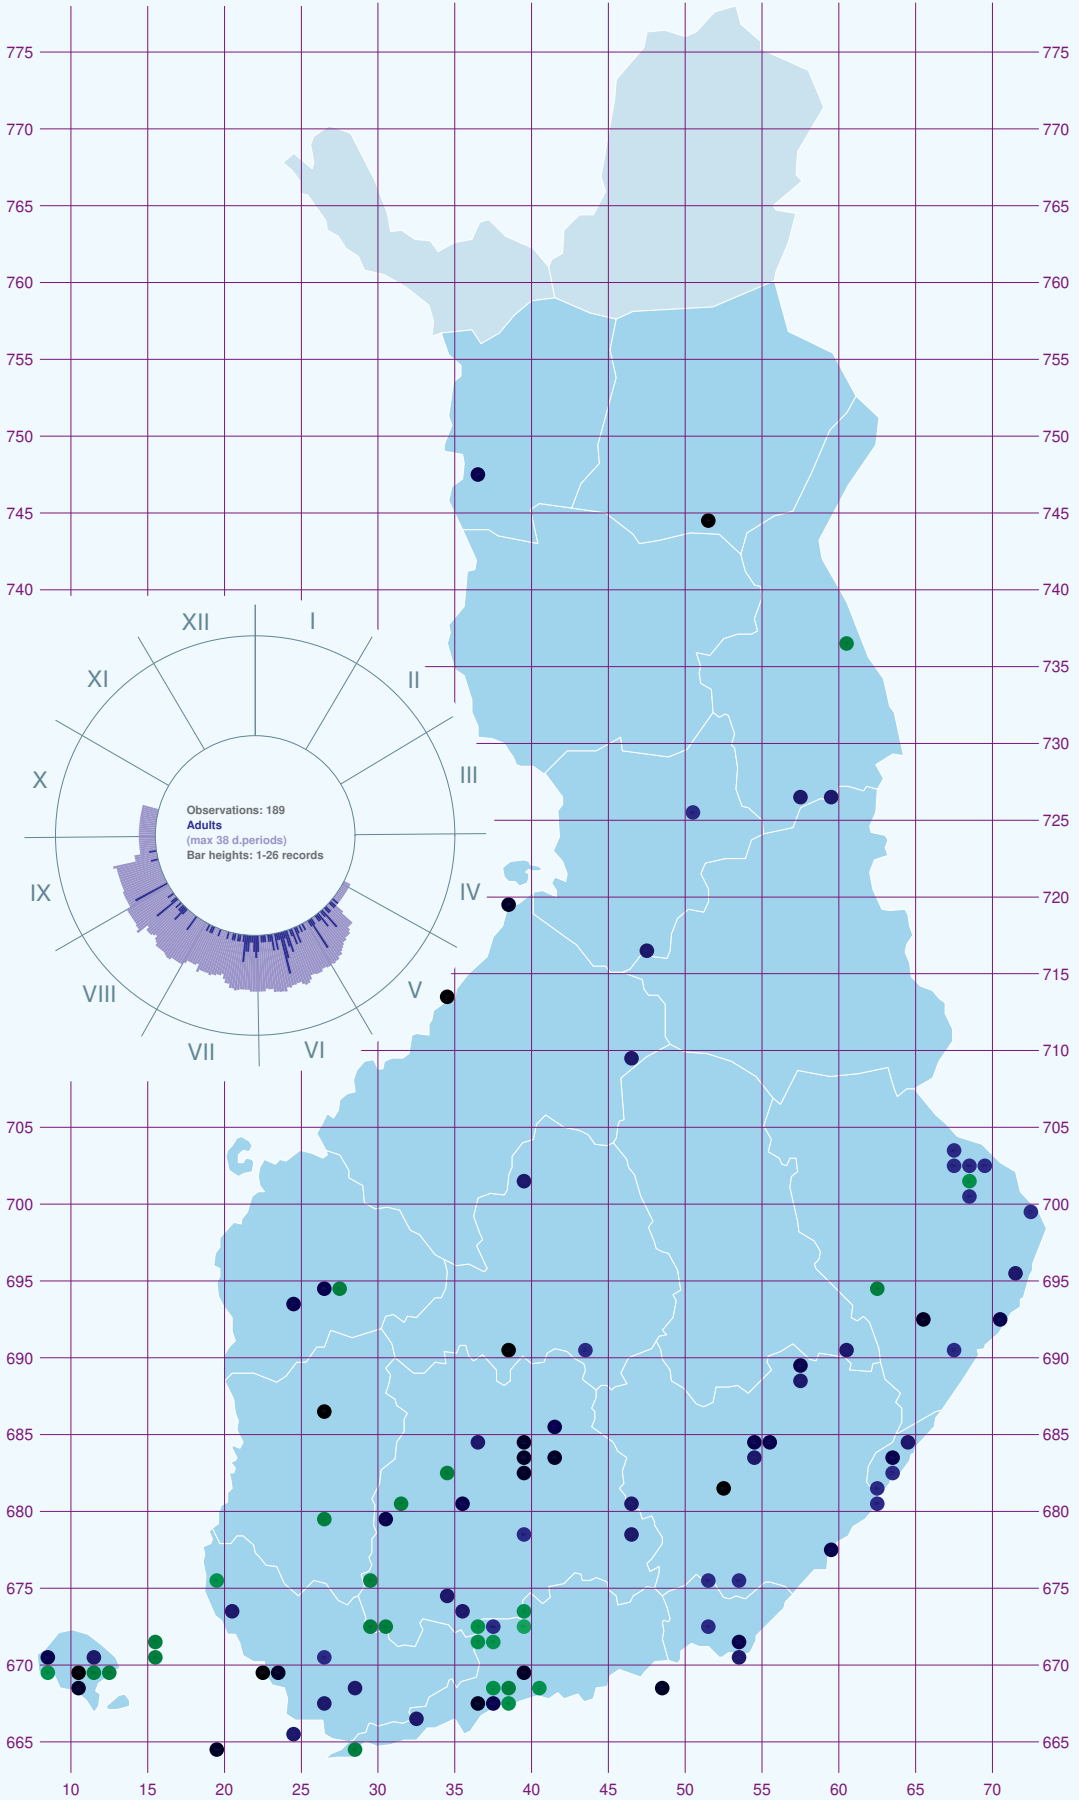 775 775
770 770
765 765
760 760
755 755
750 750
745 745
740 740
XII I
XI II
735 735
730 730
X III
Observations: 189
Adults
(max 38 d.periods)
Bar heights: 1-26 records
725 725
IX IV
720 720
715 715
VIII V
VII VI
710 710
705 705
700 700
695 695
690 690
685 685
680 680
675 675
670 670
665 665
10 15 20 25 30 35 40 45 50 55 60 65 70